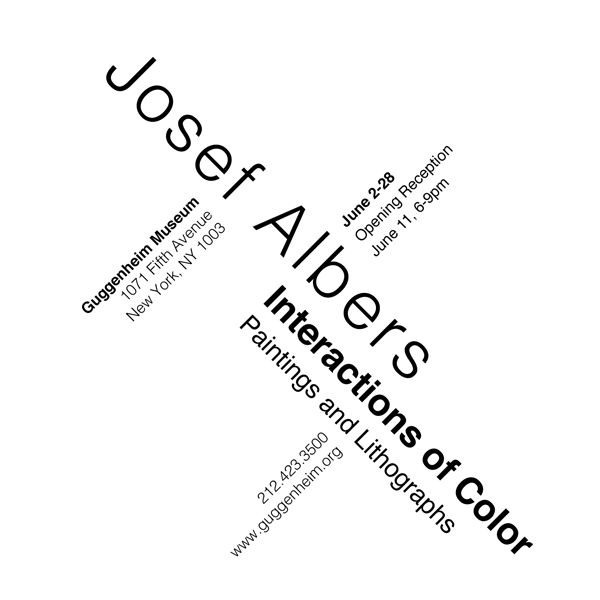 Josef Albers
June 2-28
Opening Reception
June 11, 6-9pm
Guggenheim Museum
1071 Fifth Avenue
New York, NY 1003
Interactions of Color
Paintings and Lithographs
212.423.3500
www.guggenheim.org